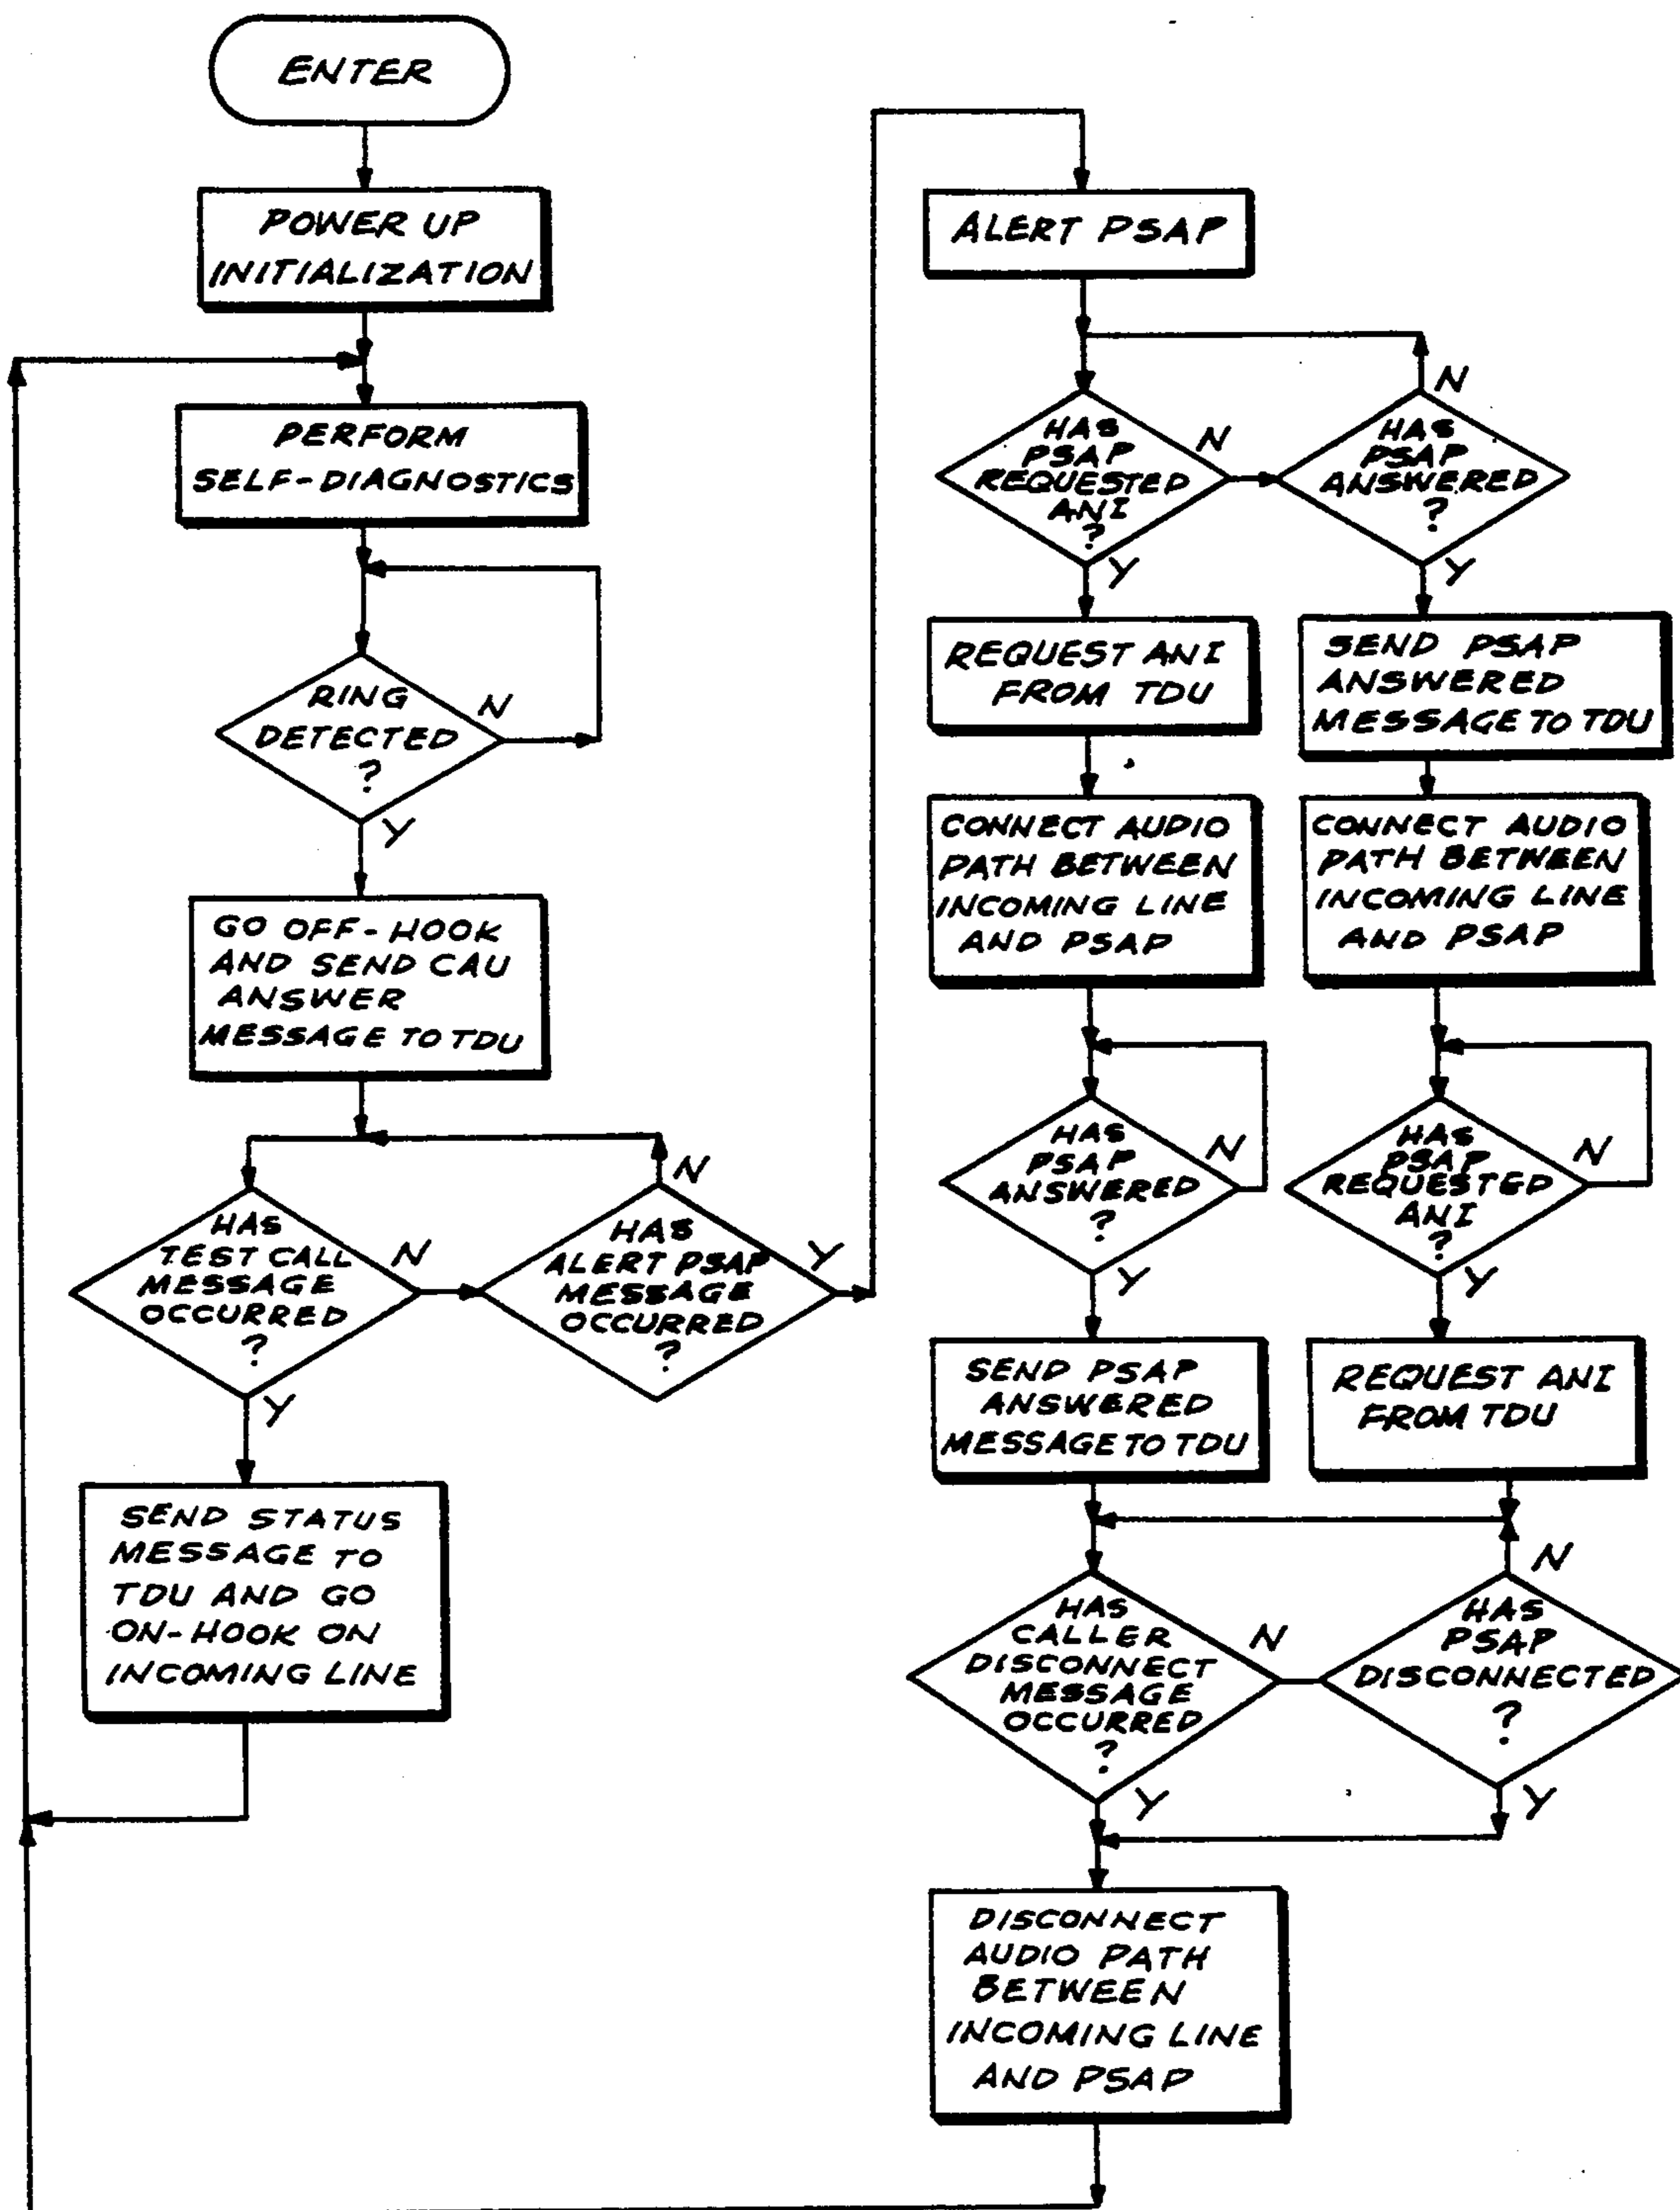 ENTER
POWER UP
INITIALIZATION
PERFORM
SELF-DIAGNOSTICS
RING
DETECTED
?
N
Y
GO OFF-HOOK
AND SEND CAU
ANSWER
MESSAGE TO TDU
HAS
TEST CALL
MESSAGE
OCCURRED
?
N
Y
HAS
ALERT PSAP
MESSAGE
OCCURRED
?
N
Y
SEND STATUS
MESSAGE TO
TDU AND GO
ON-HOOK ON
INCOMING LINE
ALERT PSAP
HAS
PSAP
REQUESTED
ANI
?
N
Y
HAS
PSAP
ANSWERED
?
N
Y
REQUEST ANI
FROM TDU
SEND PSAP
ANSWERED
MESSAGE TO TDU
CONNECT AUDIO
PATH BETWEEN
INCOMING LINE
AND PSAP
CONNECT AUDIO
PATH BETWEEN
INCOMING LINE
AND PSAP
HAS
PSAP
ANSWERED
?
N
Y
HAS
PSAP
REQUESTED
ANI
?
N
Y
SEND PSAP
ANSWERED
MESSAGE TO TDU
REQUEST ANI
FROM TDU
HAS
CALLER
DISCONNECT
MESSAGE
OCCURRED
?
N
Y
HAS
PSAP
DISCONNECTED
?
N
Y
DISCONNECT
AUDIO PATH
BETWEEN
INCOMING LINE
AND PSAP